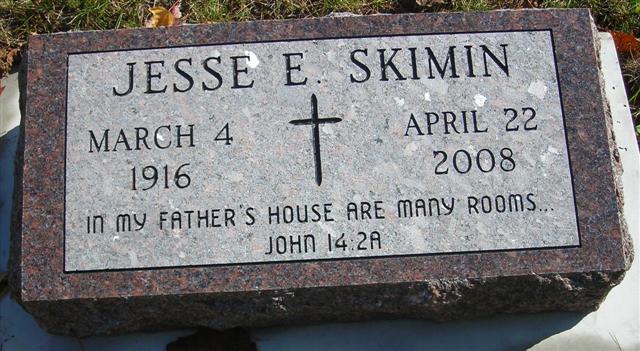 JESSE E. SKIMIN
MARCH 4 APRIL 22
1916 2008
IN MY FATHER'S HOUSE ARE MANY ROOMS...
JOHN 14:2A